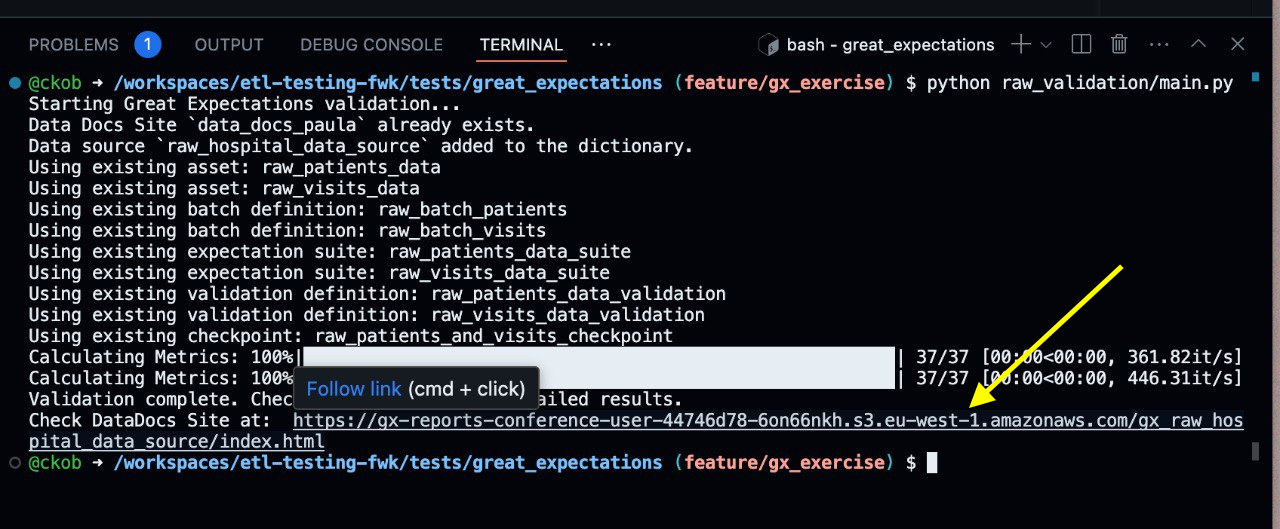 PROBLEMS 1 OUTPUT DEBUG CONSOLE TERMINAL ··· bash - great_expectations
@ckob → /workspaces/etl-testing-fwk/tests/great_expectations (feature/gx_exercise) $ python raw_validation/main.py
Starting Great Expectations validation...
Data Docs Site `data_docs_paula` already exists.
Data source `raw_hospital_data_source` added to the dictionary.
Using existing asset: raw_patients_data
Using existing asset: raw_visits_data
Using existing batch definition: raw_batch_patients
Using existing batch definition: raw_batch_visits
Using existing expectation suite: raw_patients_data_suite
Using existing expectation suite: raw_visits_data_suite
Using existing validation definition: raw_patients_data_validation
Using existing validation definition: raw_visits_data_validation
Using existing checkpoint: raw_patients_and_visits_checkpoint
Calculating Metrics: 100%| | 37/37 [00:00<00:00, 361.82it/s]
Calculating Metrics: 100% | 37/37 [00:00<00:00, 446.31it/s]
Follow link (cmd + click)
Validation complete. Chec ailed results.
Check DataDocs Site at: https://gx-reports-conference-user-44746d78-6on66nkh.s3.eu-west-1.amazonaws.com/gx_raw_hos
pital_data_source/index.html
@ckob → /workspaces/etl-testing-fwk/tests/great_expectations (feature/gx_exercise) $